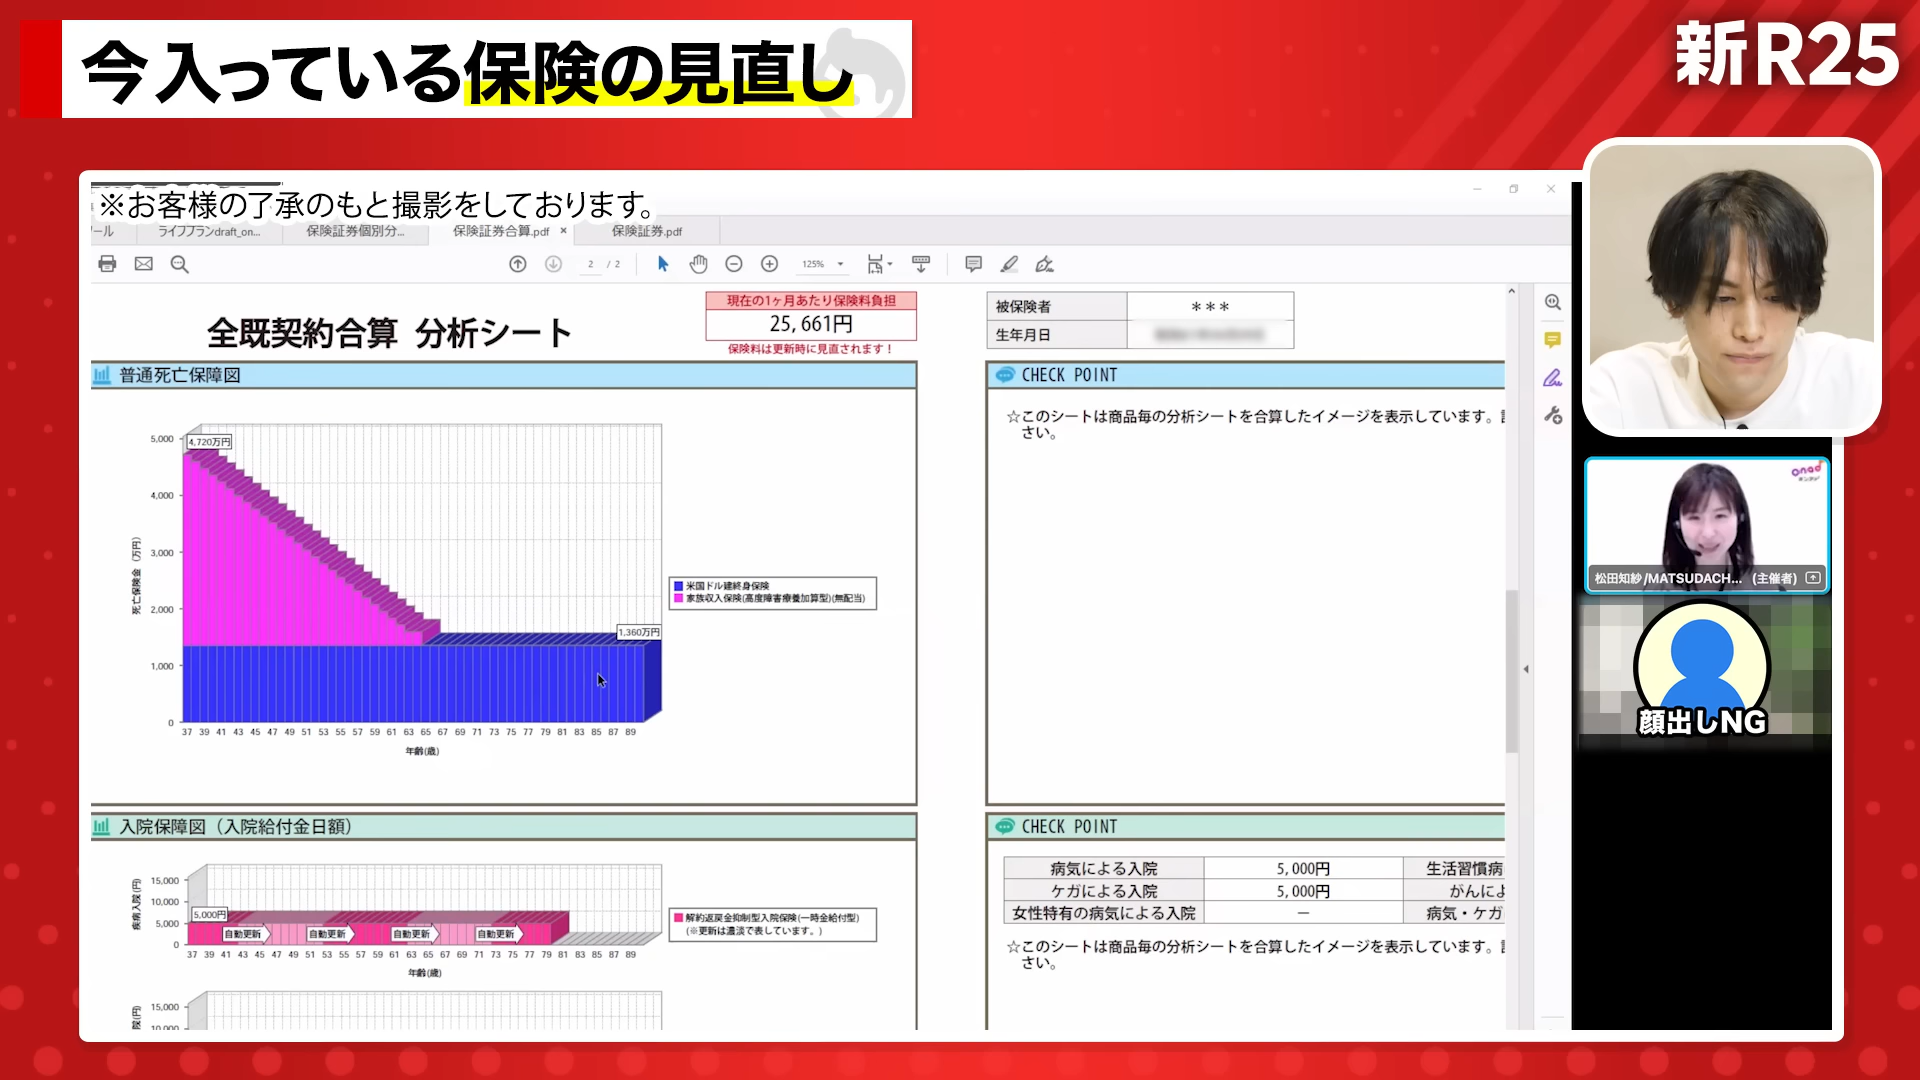 今入っている保険の見直し
新R25
※お客様の了承のもと撮影をしております。
ール
ライフプランdraft_on...
保険証券個別分...
保険証券合算.pdf ×
保険証券.pdf
2 / 2
125%
全既契約合算 分析シート
現在の1ヶ月あたり保険料負担
25,661円
保険料は更新時に見直されます！
被保険者 ＊＊＊
生年月日
普通死亡保障図
死亡保険金（万円）
5,000
4,000
3,000
2,000
1,000
0
4,720万円
1,360万円
37 39 41 43 45 47 49 51 53 55 57 59 61 63 65 67 69 71 73 75 77 79 81 83 85 87 89
年齢(歳)
米国ドル建終身保険
家族収入保険(高度障害療養加算型)(無配当)
CHECK POINT
☆このシートは商品毎の分析シートを合算したイメージを表示しています。
さい。
入院保障図（入院給付金日額）
疾病入院(円)
15,000
10,000
5,000
0
5,000円
自動更新 自動更新 自動更新 自動更新
37 39 41 43 45 47 49 51 53 55 57 59 61 63 65 67 69 71 73 75 77 79 81 83 85 87 89
年齢(歳)
解約返戻金抑制型入院保険(一時金給付型)
(※更新は濃淡で表しています。)
15,000
10,000
CHECK POINT
病気による入院 5,000円 生活習慣病
ケガによる入院 5,000円 がんによ
女性特有の病気による入院 － 病気・ケガ
☆このシートは商品毎の分析シートを合算したイメージを表示しています。
さい。
onad
オンアド
松田知紗/MATSUDACH... (主催者)
顔出しNG